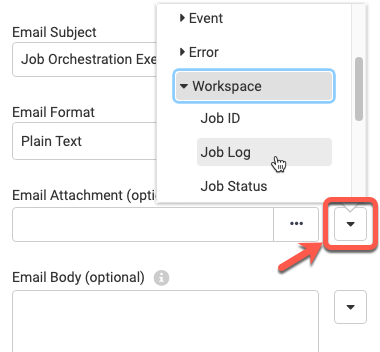 Event
Email Subject
Error
Job Orchestration Exe
Workspace
Email Format
Job ID
Plain Text
Job Log
Email Attachment (optio
Job Status
Email Body (optional)